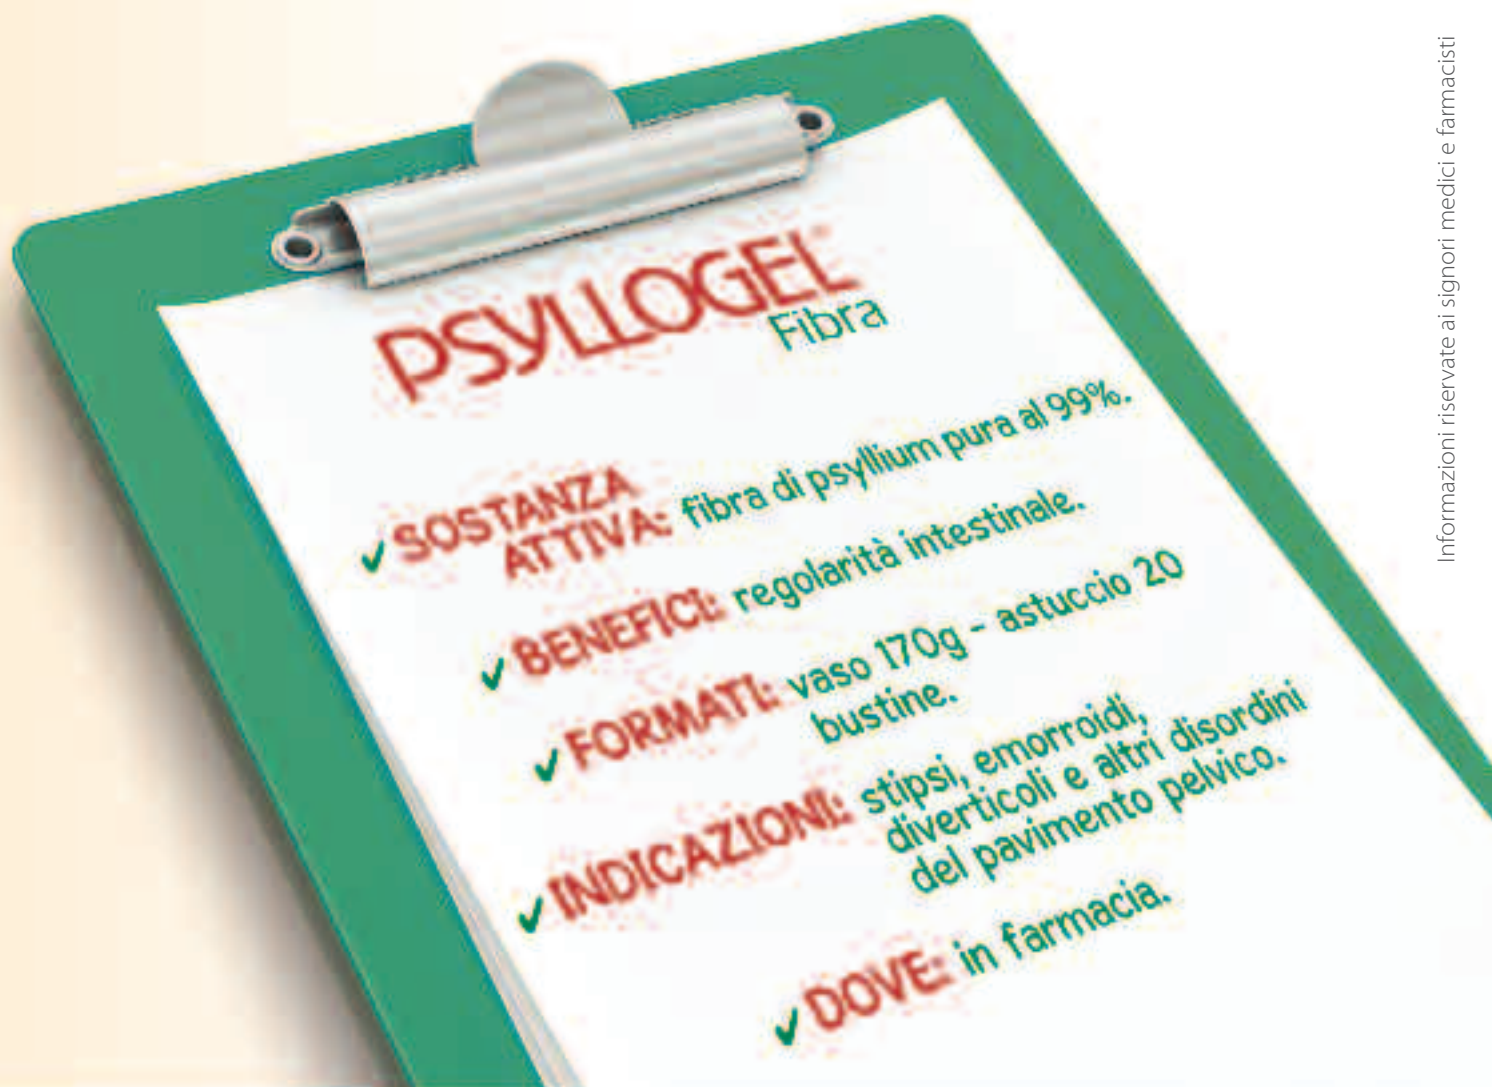 PSYLLOGEL®
Fibra
✓ SOSTANZA
ATTIVA: fibra di psyllium pura al 99%.
✓ BENEFICI: regolarità intestinale.
✓ FORMATI: vaso 170g - astuccio 20
bustine.
✓ INDICAZIONI: stipsi, emorroidi,
diverticoli e altri disordini
del pavimento pelvico.
✓ DOVE: in farmacia.
Informazioni riservate ai signori medici e farmacisti